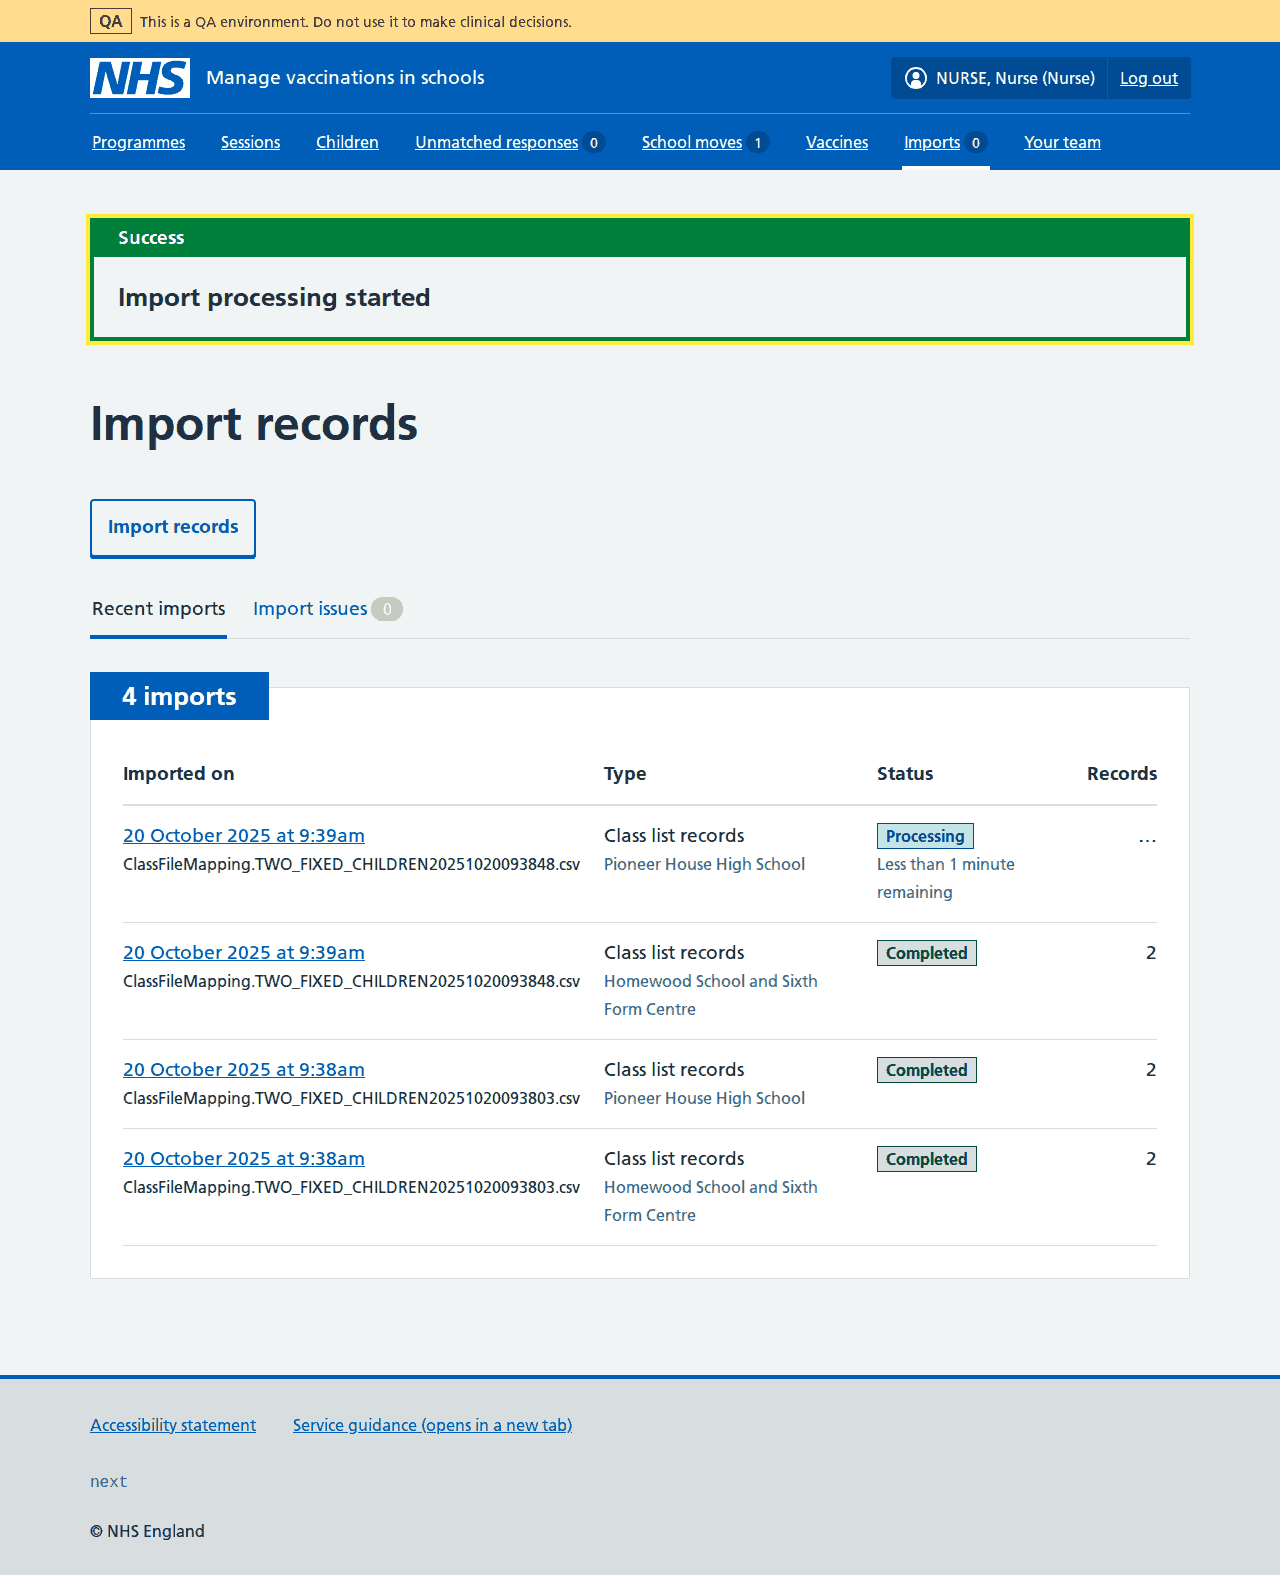 QA This is a QA environment. Do not use it to make clinical decisions.
NHS Manage vaccinations in schools NURSE, Nurse (Nurse) Log out
Programmes Sessions Children Unmatched responses 0 School moves 1 Vaccines Imports 0 Your team
Success
Import processing started
Import records
Import records
Recent imports Import issues 0
4 imports
Imported on Type Status Records
20 October 2025 at 9:39am Class list records Processing ...
ClassFileMapping.TWO_FIXED_CHILDREN20251020093848.csv Pioneer House High School Less than 1 minute
remaining
20 October 2025 at 9:39am Class list records Completed 2
ClassFileMapping.TWO_FIXED_CHILDREN20251020093848.csv Homewood School and Sixth
Form Centre
20 October 2025 at 9:38am Class list records Completed 2
ClassFileMapping.TWO_FIXED_CHILDREN20251020093803.csv Pioneer House High School
20 October 2025 at 9:38am Class list records Completed 2
ClassFileMapping.TWO_FIXED_CHILDREN20251020093803.csv Homewood School and Sixth
Form Centre
Accessibility statement Service guidance (opens in a new tab)
next
© NHS England